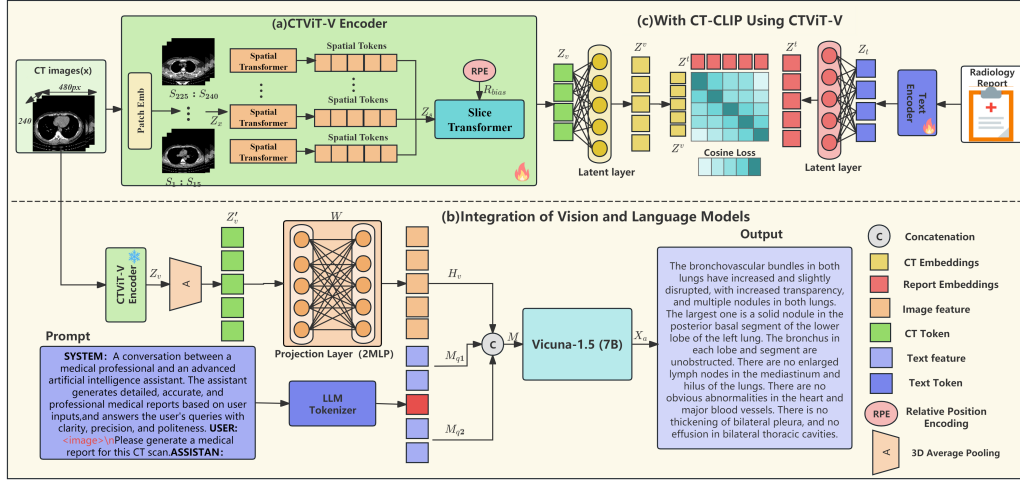 (a)CTViT-V Encoder
(c)With CT-CLIP Using CTViT-V
CT images(x)
480px
240
Patch Emb
S225 : S240
S1 : S15
Zx
Spatial Tokens
Spatial
Transformer
Spatial Tokens
Spatial
Transformer
Spatial Tokens
Spatial
Transformer
RPE
Rbias
Slice
Transformer
Zv
Latent layer
Zv
Zt
Zv
Cosine Loss
Zt
Latent layer
Zt
Text
Encoder
Radiology
Report
(b)Integration of Vision and Language Models
CTViT-V
Encoder
Zv
A
Z′v
W
Projection Layer (2MLP)
Hv
Prompt
SYSTEM: A conversation between a
medical professional and an advanced
artificial intelligence assistant. The assistant
generates detailed, accurate, and
professional medical reports based on user
inputs,and answers the user's queries with
clarity, precision, and politeness. USER:
<image>\nPlease generate a medical
report for this CT scan.ASSISTAN:
LLM
Tokenizer
Mq1
Mq2
C
M
Vicuna-1.5 (7B)
Xa
Output
The bronchovascular bundles in both
lungs have increased and slightly
disrupted, with increased transparency,
and multiple nodules in both lungs.
The largest one is a solid nodule in the
posterior basal segment of the lower
lobe of the left lung. The bronchus in
each lobe and segment are
unobstructed. There are no enlarged
lymph nodes in the mediastinum and
hilus of the lungs. There are no
obvious abnormalities in the heart and
major blood vessels. There is no
thickening of bilateral pleura, and no
effusion in bilateral thoracic cavities.
C
Concatenation
CT Embeddings
Report Embeddings
Image feature
CT Token
Text feature
Text Token
RPE
Relative Position
Encoding
A
3D Average Pooling